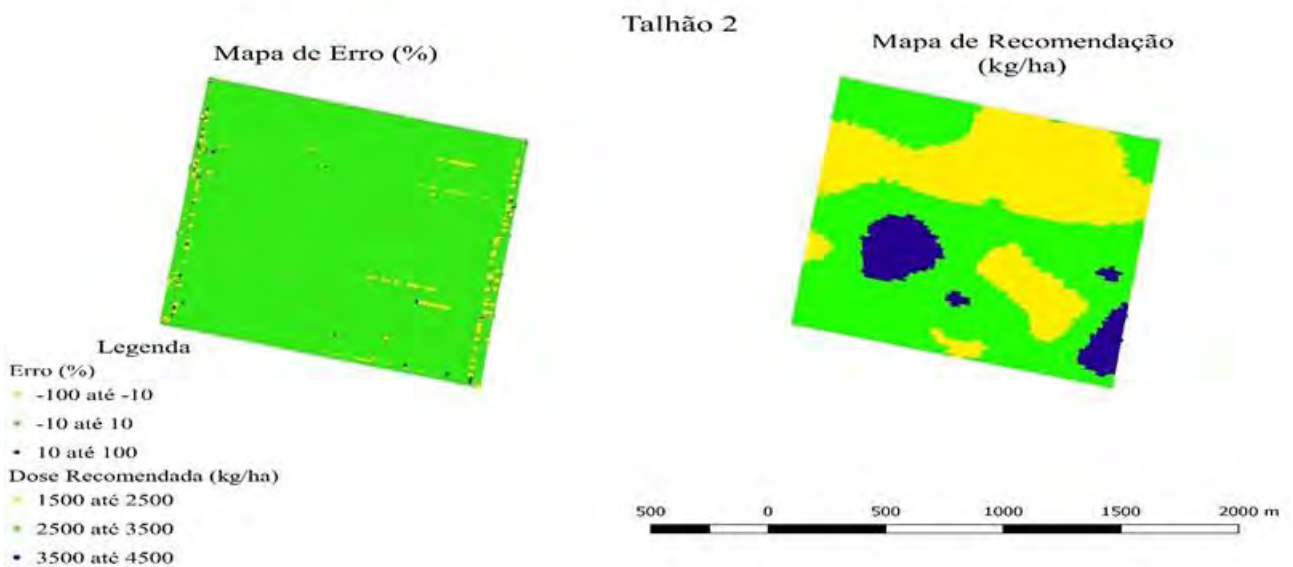 Talhão 2
Mapa de Erro (%)
Mapa de Recomendação
(kg/ha)
Legenda
Erro (%)
-100 até -10
-10 até 10
10 até 100
Dose Recomendada (kg/ha)
1500 até 2500
2500 até 3500
3500 até 4500
500 0 500 1000 1500 2000 m